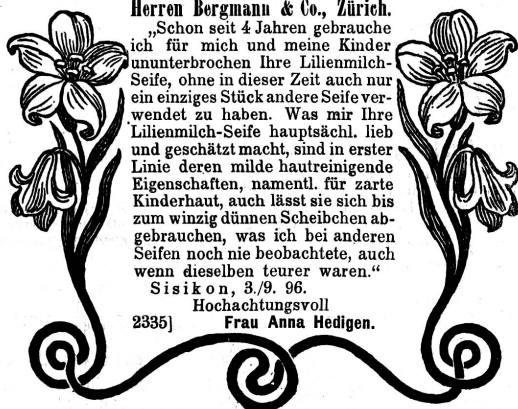 Herren Bergmann & Co., Zürich.
„Schon seit 4 Jahren gebrauche
ich für mich und meine Kinder
ununterbrochen Ihre Lilienmilch-
Seife, ohne in dieser Zeit auch nur
ein einziges Stück andere Seife ver-
wendet zu haben. Was mir Ihre
Lilienmilch-Seife hauptsächl. lieb
und geschätzt macht, sind in erster
Linie deren milde hautreinigende
Eigenschaften, namentl. für zarte
Kinderhaut, auch lässt sie sich bis
zum winzig dünnen Scheibchen ab-
gebrauchen, was ich bei anderen
Seifen noch nie beobachtete, auch
wenn dieselben teurer waren.“
Sisikon, 3./9. 96.
Hochachtungsvoll
2335] Frau Anna Hedigen.